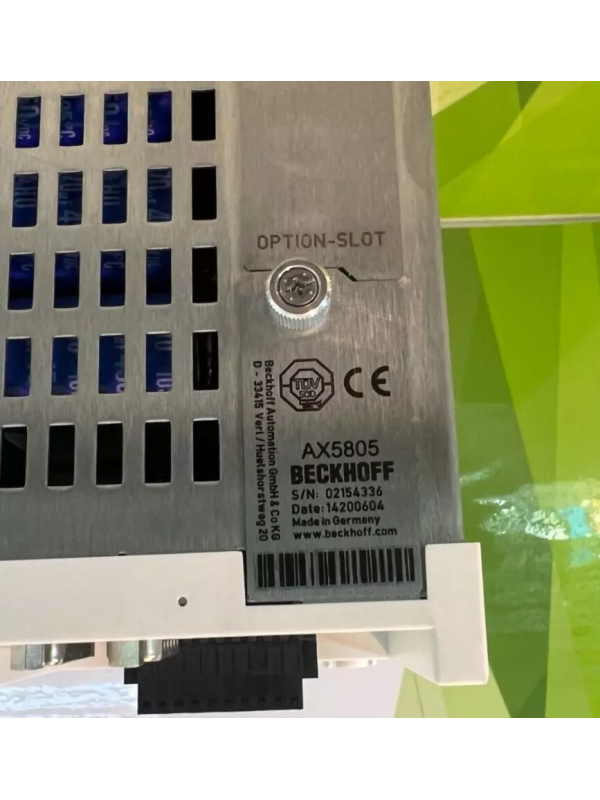 OPTION-SLOT
Beckhoff Automation GmbH & Co KG
D - 33415 Verl / Huelshorstweg 20
TÜV
SÜD
CE
AX5805
BECKHOFF
S/N: 02154336
Date: 14200604
Made in Germany
www.beckhoff.com